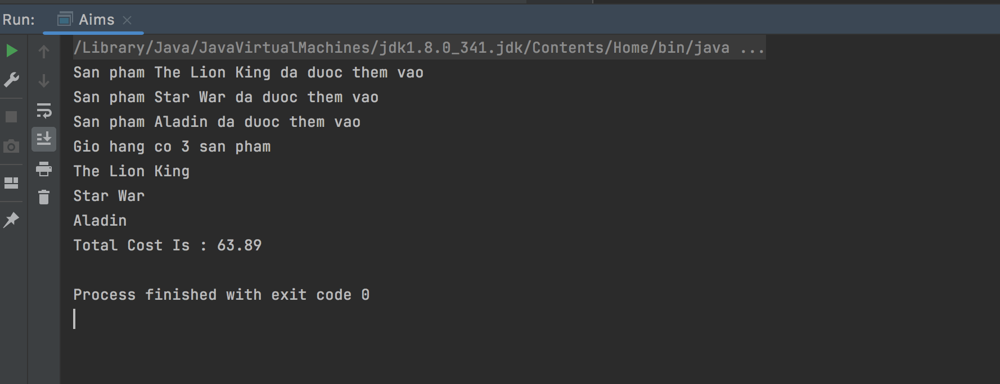 Run: Aims
/Library/Java/JavaVirtualMachines/jdk1.8.0_341.jdk/Contents/Home/bin/java ...
San pham The Lion King da duoc them vao
San pham Star War da duoc them vao
San pham Aladin da duoc them vao
Gio hang co 3 san pham
The Lion King
Star War
Aladin
Total Cost Is : 63.89
Process finished with exit code 0